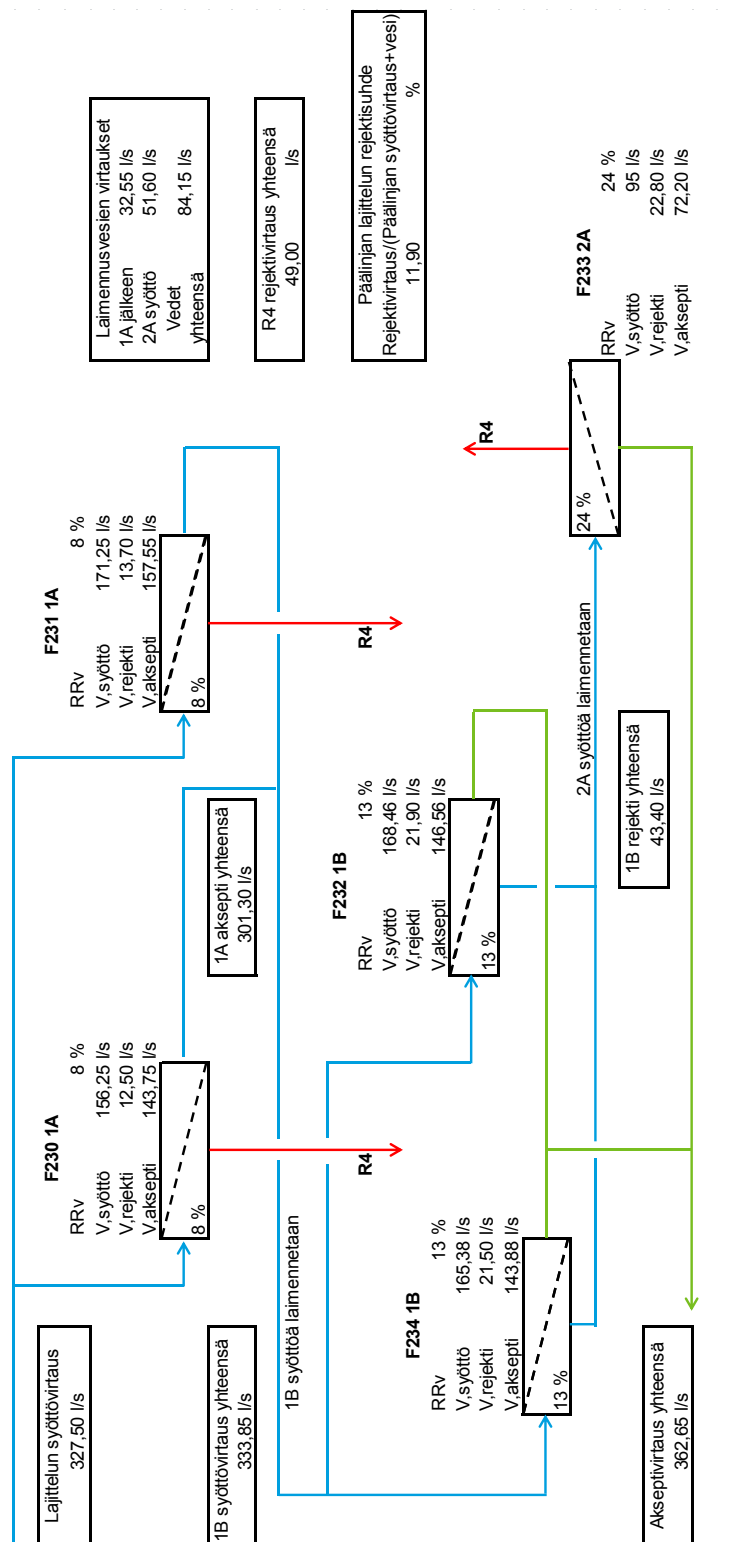 Lajittelun syöttövirtaus
327,50 l/s
F230 1A
RRv 8 %
V,syöttö 156,25 l/s
V,rejekti 12,50 l/s
V,aksepti 143,75 l/s
8 %
R4
F231 1A
RRv 8 %
V,syöttö 171,25 l/s
V,rejekti 13,70 l/s
V,aksepti 157,55 l/s
8 %
R4
Laimennusvesien virtaukset
1A jälkeen 32,55 l/s
2A syöttö 51,60 l/s
Vedet
yhteensä 84,15 l/s
1B syöttövirtaus yhteensä
333,85 l/s
1A aksepti yhteensä
301,30 l/s
R4 rejektivirtaus yhteensä
49,00 l/s
1B syöttöä laimennetaan
Päälinjan lajittelun rejektisuhde
Rejektivirtaus/(Päälinjan syöttövirtaus+vesi)
11,90 %
F232 1B
RRv 13 %
V,syöttö 168,46 l/s
V,rejekti 21,90 l/s
V,aksepti 146,56 l/s
13 %
F234 1B
RRv 13 %
V,syöttö 165,38 l/s
V,rejekti 21,50 l/s
V,aksepti 143,88 l/s
13 %
R4
2A syöttöä laimennetaan
24 %
F233 2A
RRv 24 %
V,syöttö 95 l/s
V,rejekti 22,80 l/s
V,aksepti 72,20 l/s
1B rejekti yhteensä
43,40 l/s
Akseptivirtaus yhteensä
362,65 l/s